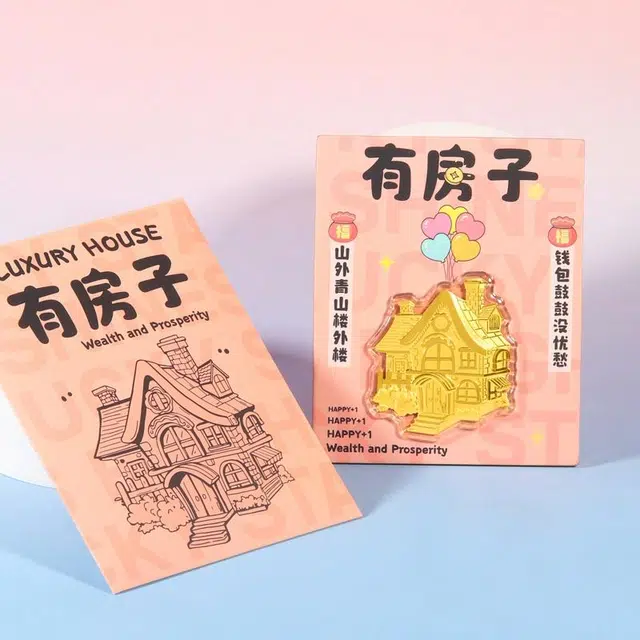 LUXURY HOUSE
有房子
Wealth and Prosperity
有房子
福
山外青山楼外楼
福
钱包鼓鼓没忧愁
HAPPY+1
HAPPY+1
HAPPY+1
Wealth and Prosperity